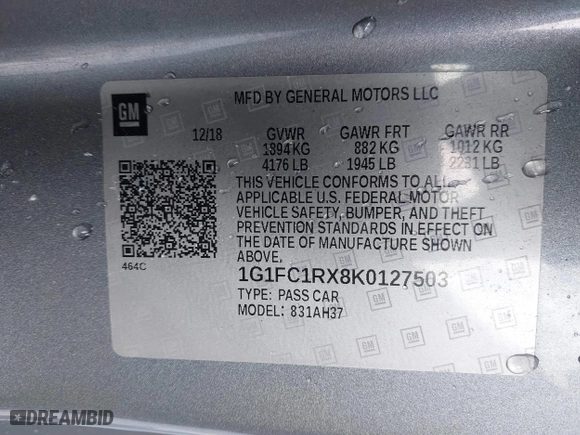 GM
MFD BY GENERAL MOTORS LLC
12/18 GVWR GAWR FRT GAWR RR
1894 KG 882 KG 1012 KG
4176 LB 1945 LB 2231 LB
THIS VEHICLE CONFORMS TO ALL
APPLICABLE U.S. FEDERAL MOTOR
VEHICLE SAFETY, BUMPER, AND THEFT
PREVENTION STANDARDS IN EFFECT ON
THE DATE OF MANUFACTURE SHOWN
ABOVE.
464C
1G1FC1RX8K0127503
TYPE: PASS CAR
MODEL: 831AH37
DREAMBID